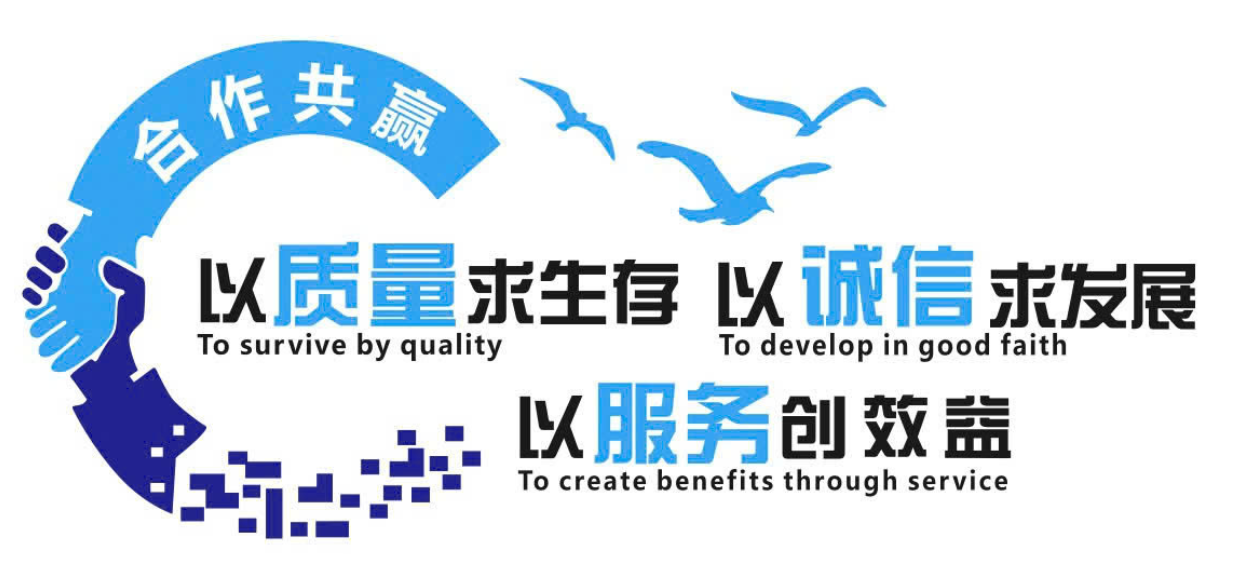 合作共赢
以质量求生存
To survive by quality
以诚信求发展
To develop in good faith
以服务创效益
To create benefits through service